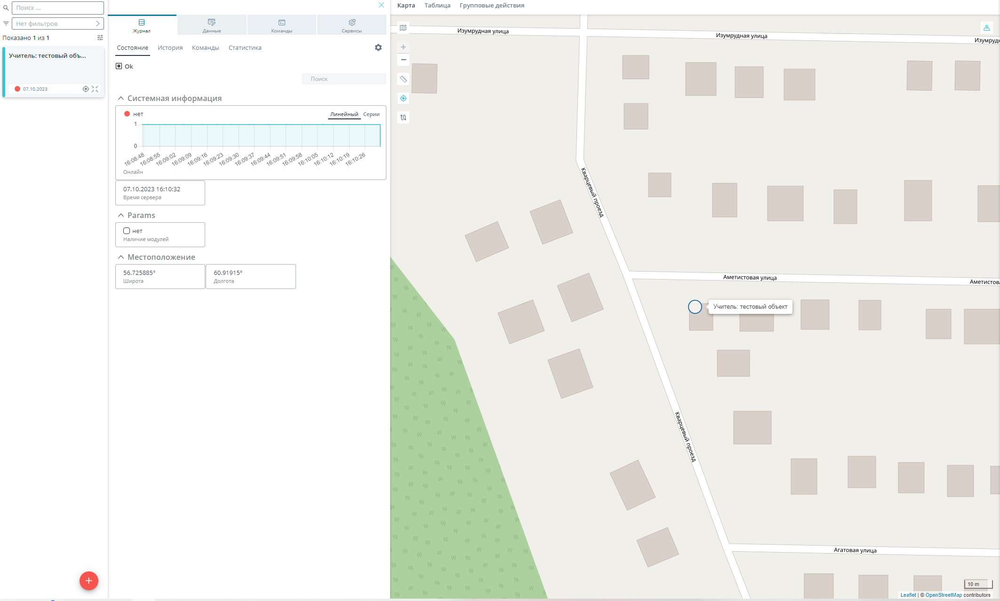 Поиск ...
Нет фильтров
Показано 1 из 1
Учитель: тестовый объ...
07.10.2023
Журнал
Данные
Команды
Сервисы
Состояние
История
Команды
Статистика
Ok
Поиск
Системная информация
нет
Линейный
Серии
1
0
16:08:48
16:08:55
16:09:02
16:09:09
16:09:16
16:09:23
16:09:30
16:09:37
16:09:44
16:09:51
16:09:58
16:10:05
16:10:12
16:10:19
16:10:26
Онлайн
07.10.2023 16:10:32
Время сервера
Params
нет
Наличие модулей
Местоположение
56.725885°
Широта
60.91915°
Долгота
Карта
Таблица
Групповые действия
Изумрудная улица
Изумрудная улица
Изумрудн
Кварцевый проезд
Аметистовая улица
Аметистова
Учитель: тестовый объект
Кварцевый проезд
Агатовая улица
10 m
Leaflet | © OpenStreetMap contributors